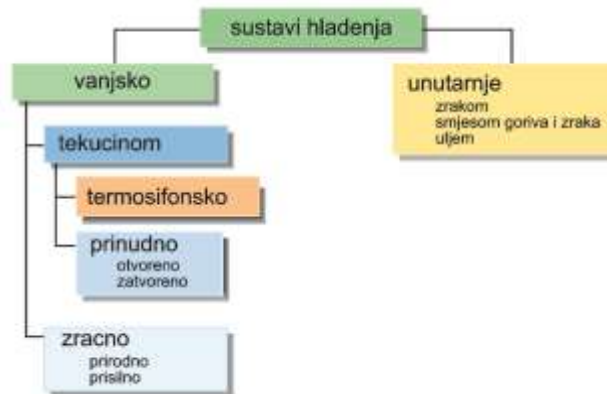 sustavi hladenja
vanjsko
unutarnje
zrakom
smjesom goriva i zraka
uljem
tekucinom
termosifonsko
prinudno
otvoreno
zatvoreno
zracno
prirodno
prisilno